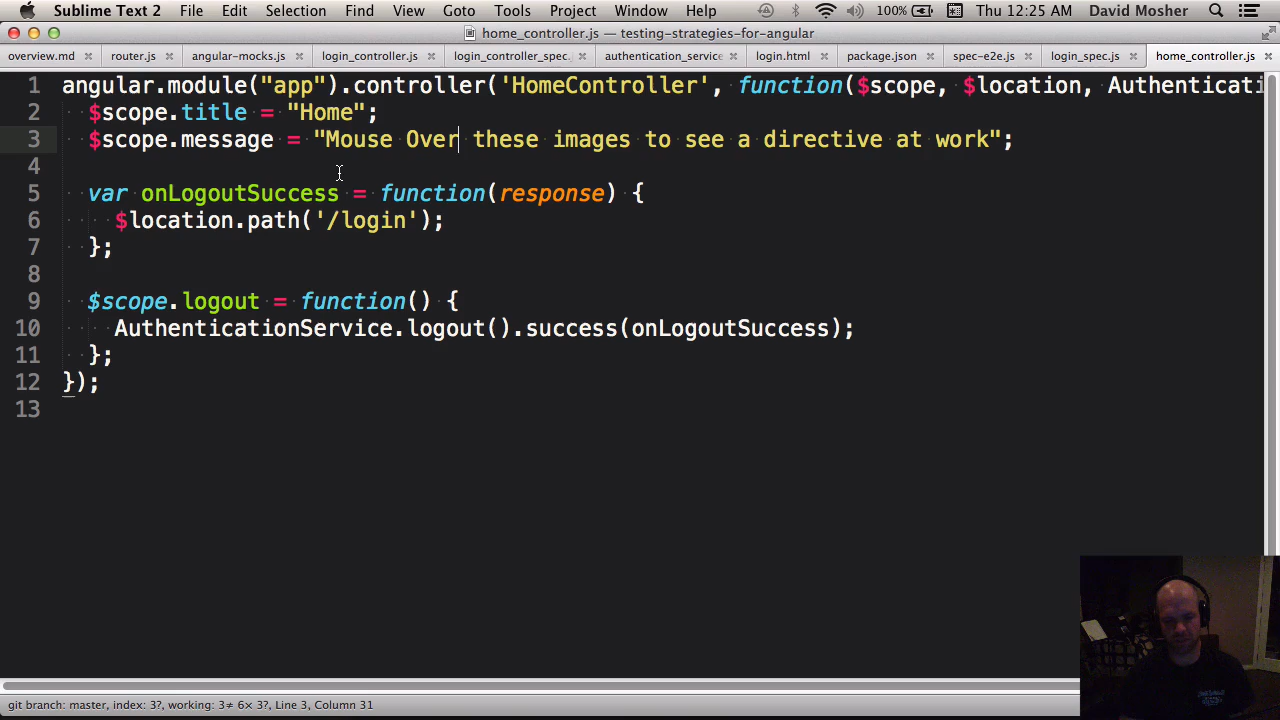 Sublime Text 2 File Edit Selection Find View Goto Tools Project Window Help 100% Thu 12:25 AM David Mosher
home_controller.js — testing-strategies-for-angular
overview.md router.js angular-mocks.js login_controller.js login_controller_spec. authentication_service login.html package.json spec-e2e.js login_spec.js home_controller.js
1 angular.module("app").controller('HomeController', function($scope, $location, Authenticati
2 $scope.title = "Home";
3 $scope.message = "Mouse Over these images to see a directive at work";
4
5 var onLogoutSuccess = function(response) {
6 $location.path('/login');
7 };
8
9 $scope.logout = function() {
10 AuthenticationService.logout().success(onLogoutSuccess);
11 };
12 });
13
git branch: master, index: 3?, working: 3≠ 6× 3?, Line 3, Column 31